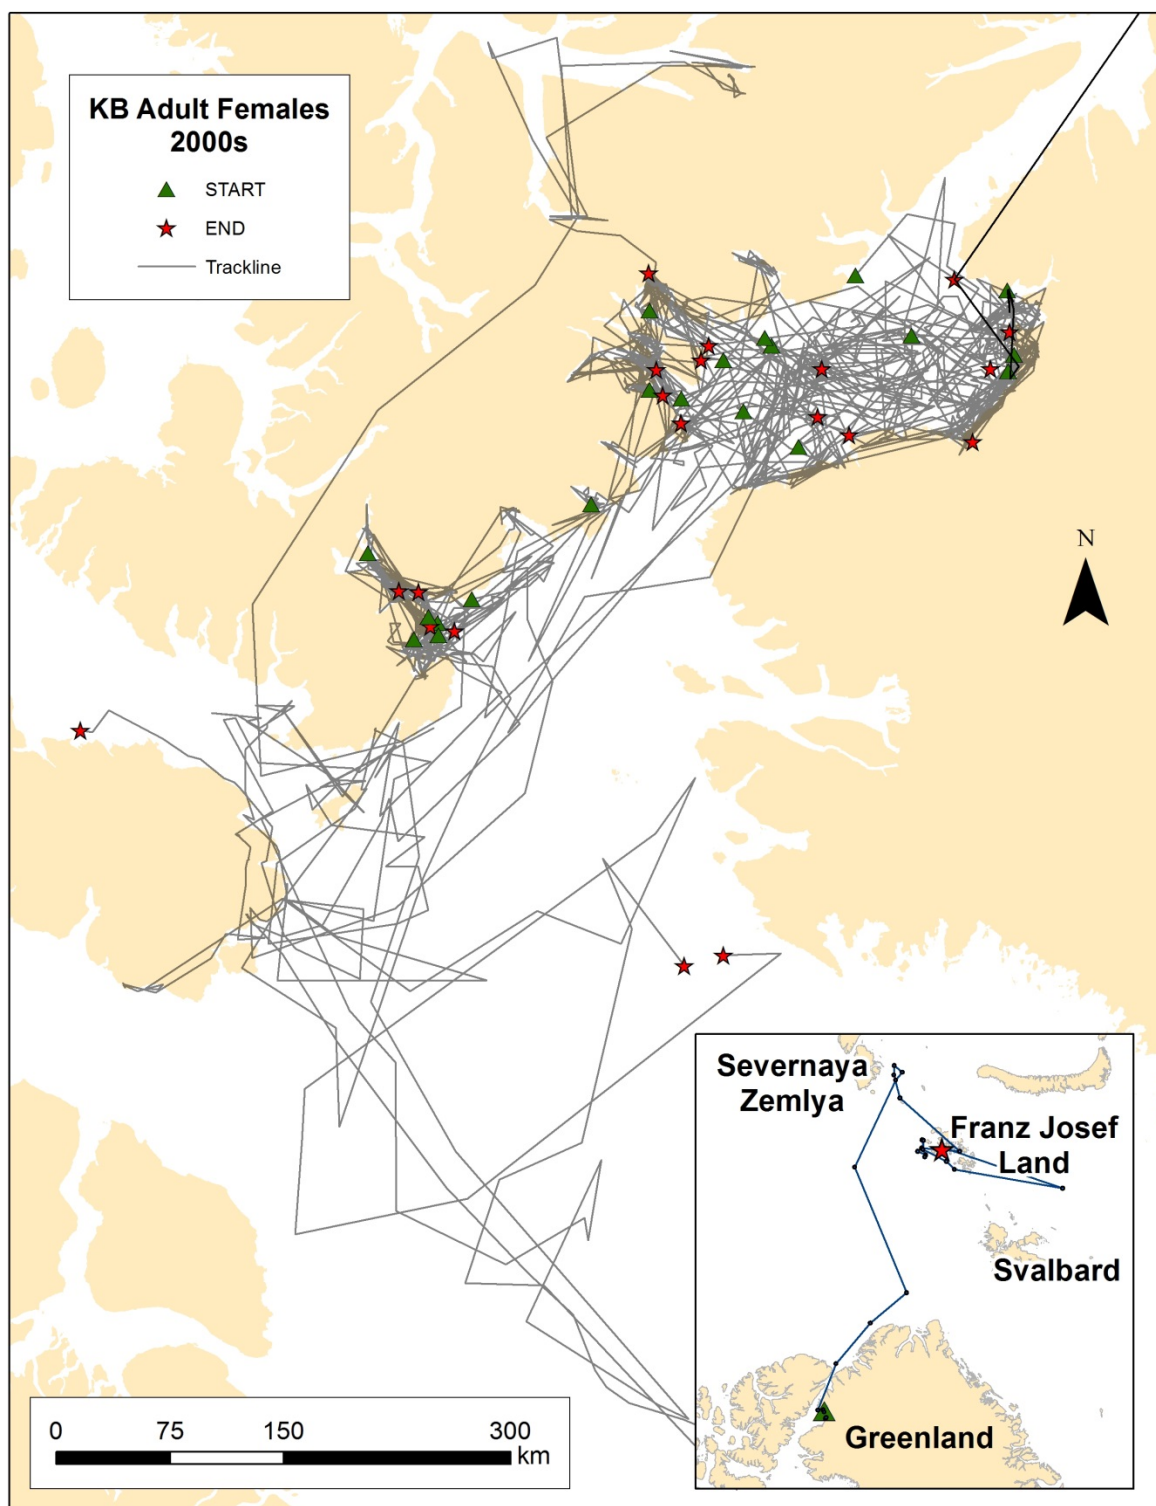 KB Adult Females
2000s
START
END
Trackline
N
Severnaya
Zemlya
Franz Josef
Land
Svalbard
Greenland
0 75 150 300
km